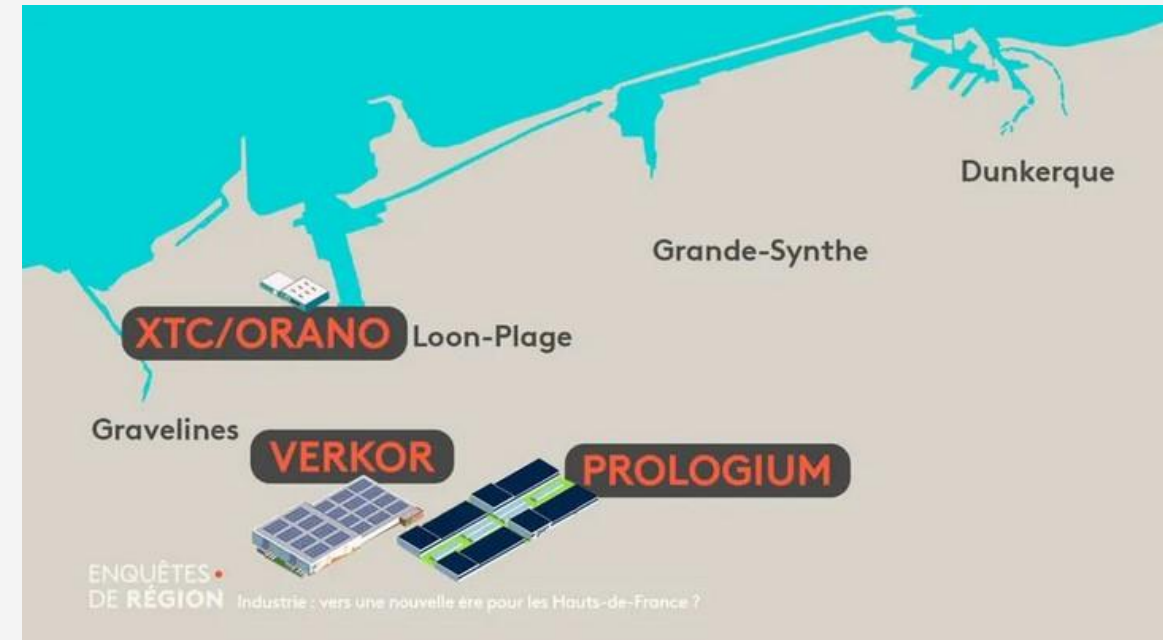 Dunkerque
Grande-Synthe
XTC/ORANO
Loon-Plage
Gravelines
VERKOR
PROLOGIUM
ENQUÊTES•
DE RÉGION
Industrie : vers une nouvelle ère pour les Hauts-de-France ?